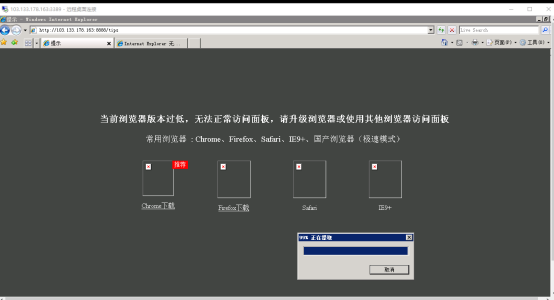 103.133.170.163:3389 - 远程桌面连接
提示 - Windows Internet Explorer
http://103.133.170.163:8888/tips
Live Search
提示
Internet Explorer 无
页面(P)
工具(O)
当前浏览器版本过低，无法正常访问面板，请升级浏览器或使用其他浏览器访问面板
常用浏览器：Chrome、Firefox、Safari、IE9+、国产浏览器（极速模式）
推荐
Chrome下载
Firefox下载
Safari
IE9+
99% 正在提取
取消